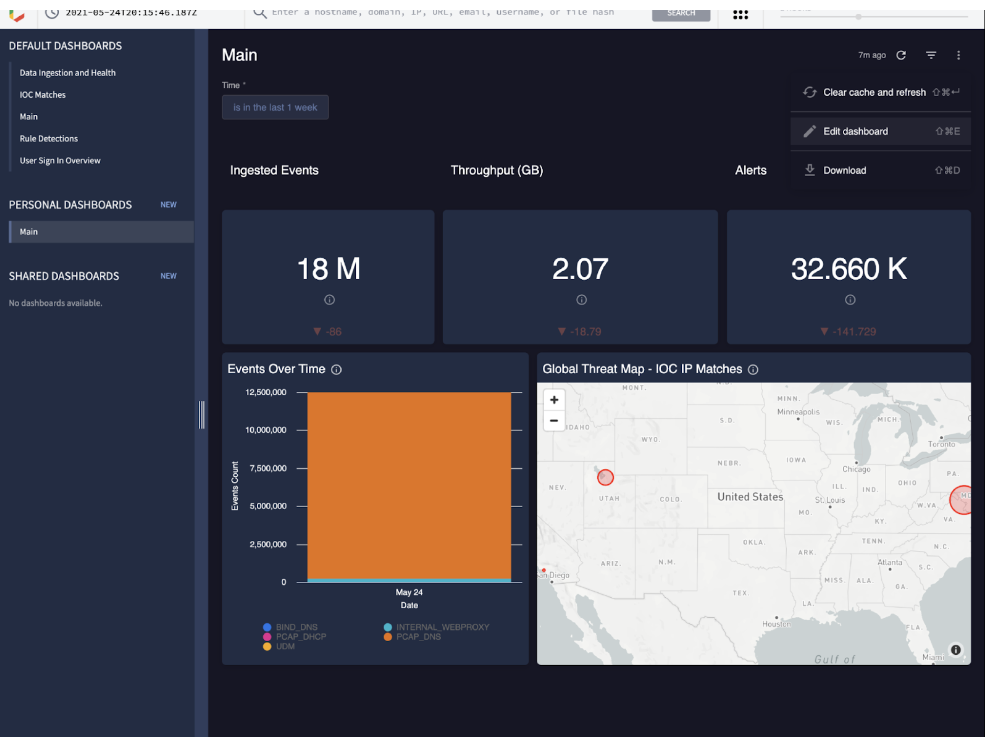 2021-05-24T20:15:46.187Z
Enter a hostname, domain, IP, URL, email, username, or file hash
SEARCH
DEFAULT DASHBOARDS
Data Ingestion and Health
IOC Matches
Main
Rule Detections
User Sign In Overview
PERSONAL DASHBOARDS NEW
Main
SHARED DASHBOARDS NEW
No dashboards available.
Main
7m ago
Time *
is in the last 1 week
Clear cache and refresh ⇧⌘↵
Edit dashboard ⇧⌘E
Download ⇧⌘D
Ingested Events
Throughput (GB)
Alerts
18 M
▼ -86
2.07
▼ -18.79
32.660 K
▼ -141.729
Events Over Time
12,500,000
10,000,000
7,500,000
5,000,000
2,500,000
0
Events Count
May 24
Date
BIND_DNS INTERNAL_WEBPROXY
PCAP_DHCP PCAP_DNS
UDM
Global Threat Map - IOC IP Matches
+
−
MONT.
MINN.
Minneapolis
IDAHO
S.D.
WIS.
MICH.
WYO.
Toronto
NEBR.
IOWA
Chicago
PA
NEV.
UTAH
COLO.
United States
ILL.
IND.
OHIO
St. Louis
MO.
W.VA.
KY.
VA.
OKLA.
TENN.
N.C.
ARIZ.
N.M.
ARK.
Atlanta
S.C.
San Diego
MISS.
ALA.
GA.
TEX.
LA.
Houston
FLA.
Gulf of
Miami